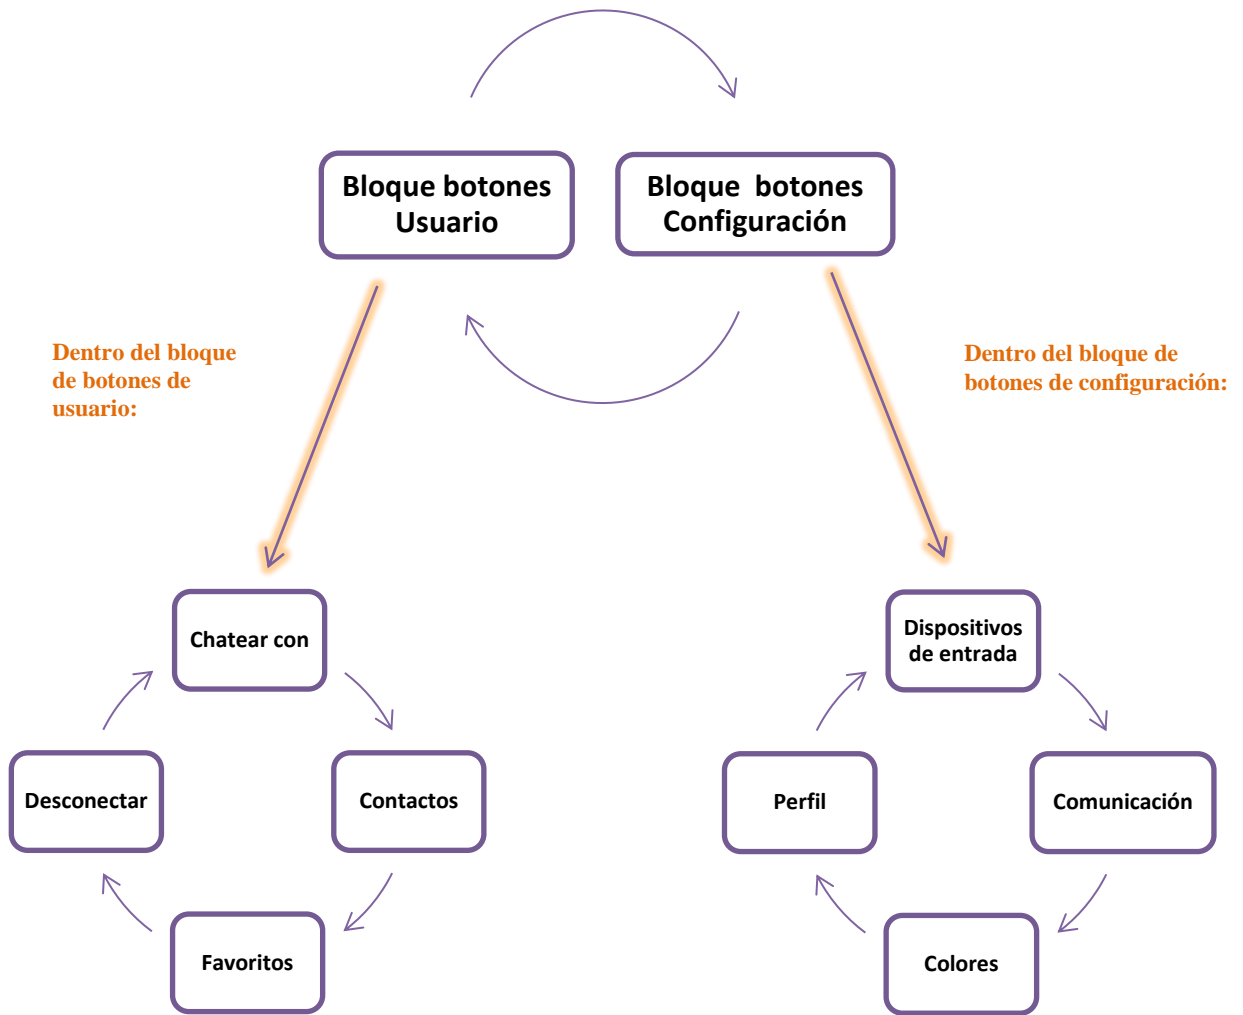 Bloque botones
Usuario
Bloque botones
Configuración
Dentro del bloque
de botones de
usuario:
Dentro del bloque de
botones de configuración:
Chatear con
Desconectar
Contactos
Favoritos
Dispositivos
de entrada
Perfil
Comunicación
Colores